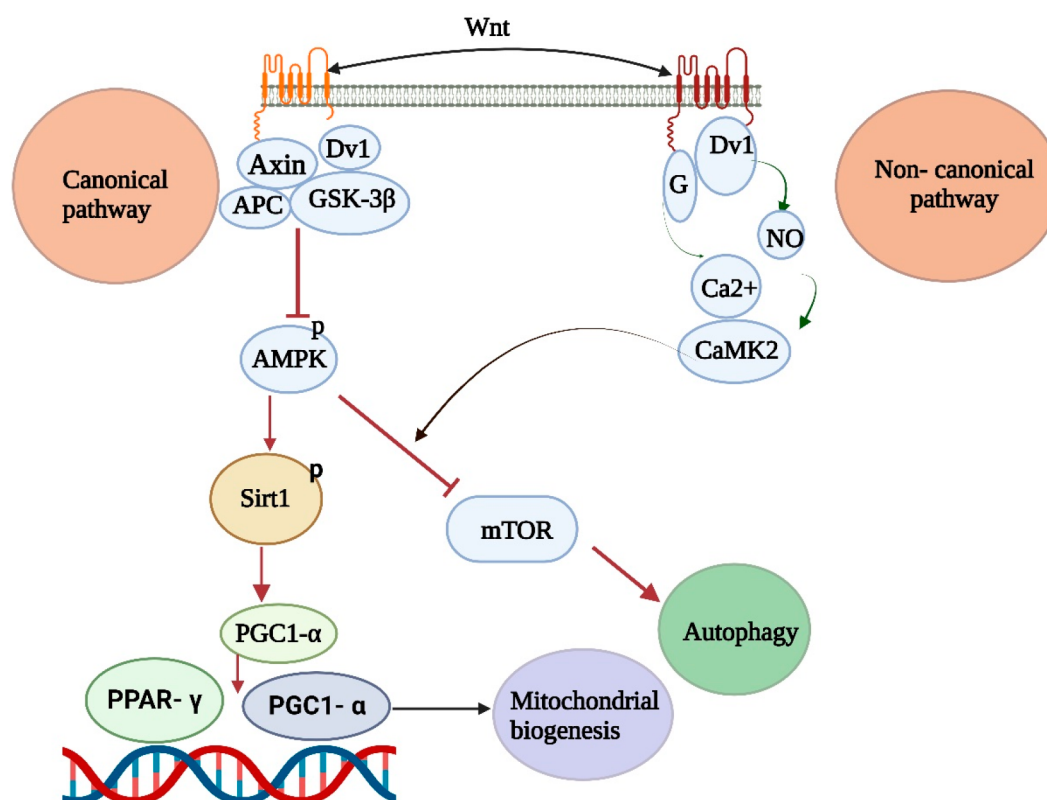 Wnt
Canonical
pathway
Axin
Dv1
APC
GSK-3β
Dv1
G
NO
Non- canonical
pathway
Ca2+
CaMK2
p
AMPK
p
Sirt1
mTOR
PGC1-α
Autophagy
PPAR- γ
PGC1- α
Mitochondrial
biogenesis